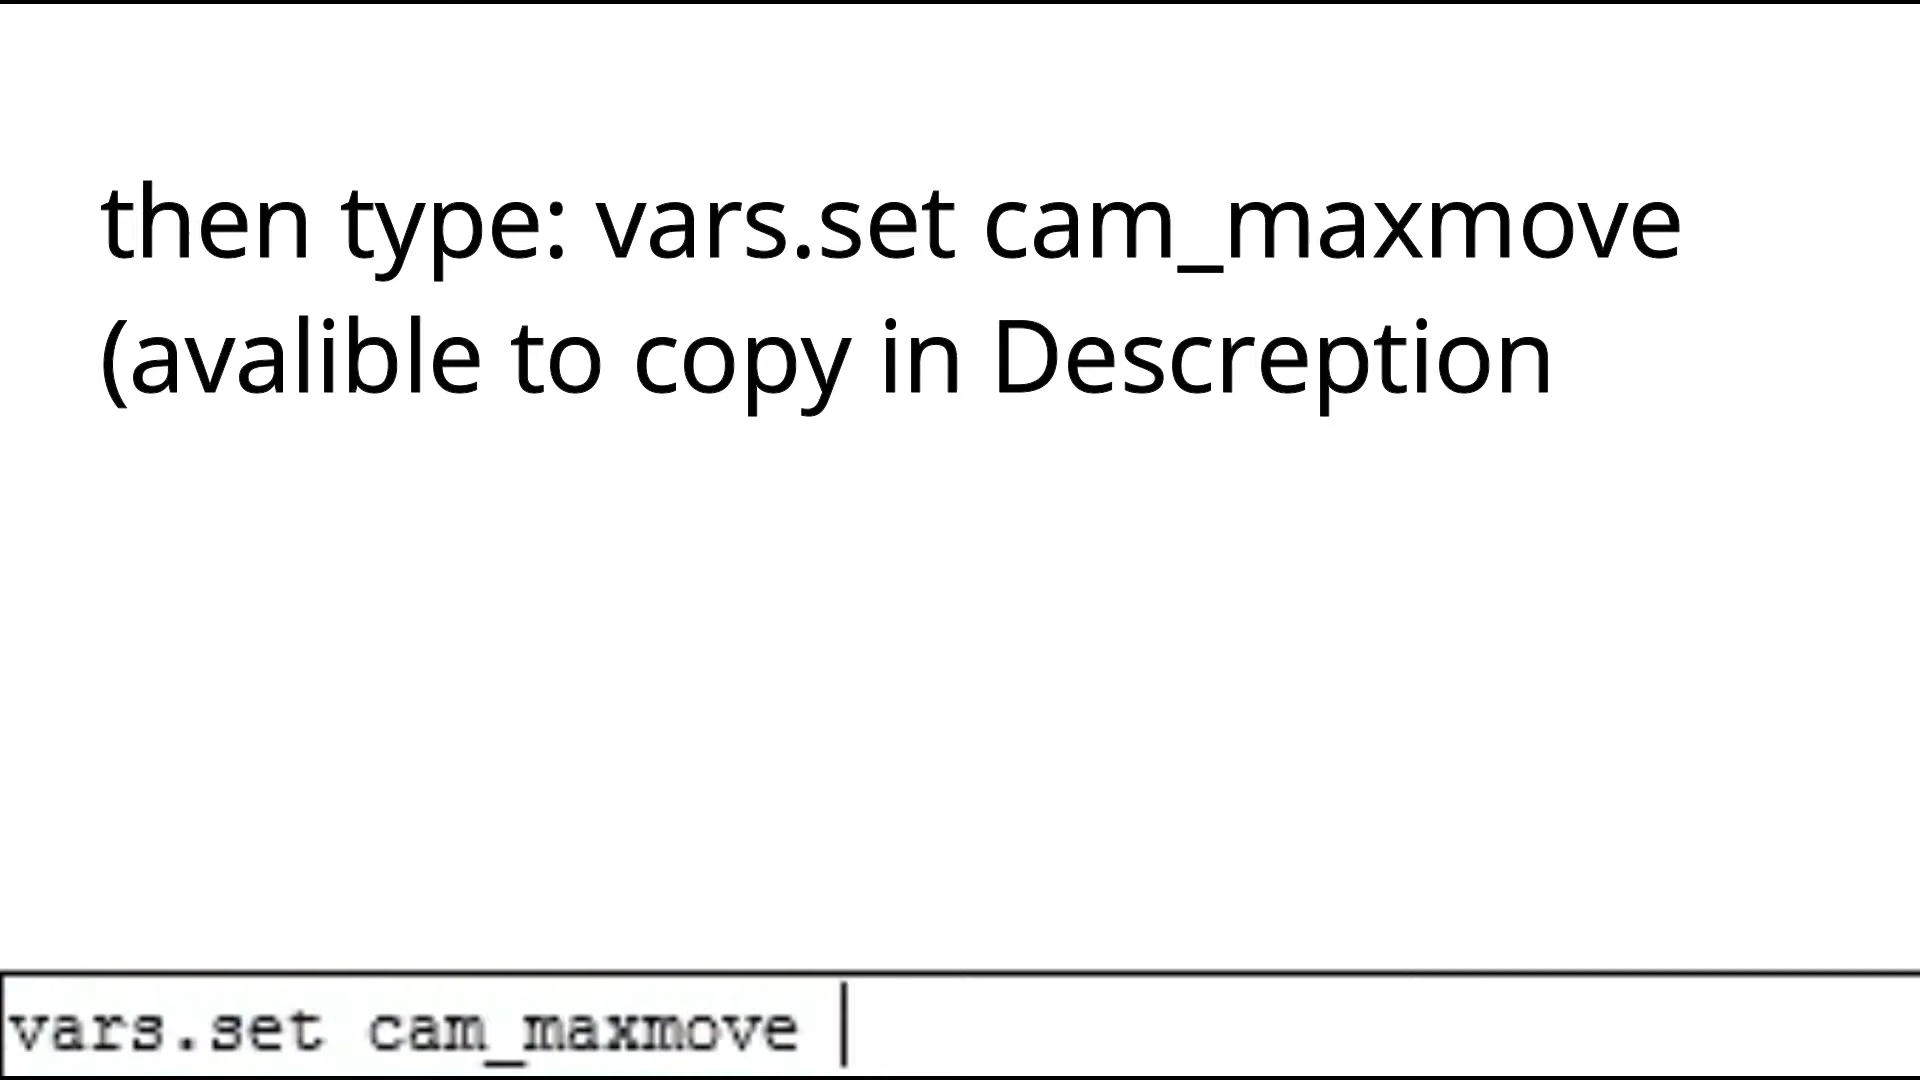 then type: vars.set cam_maxmove
(avalible to copy in Descreption
vars.set cam_maxmove